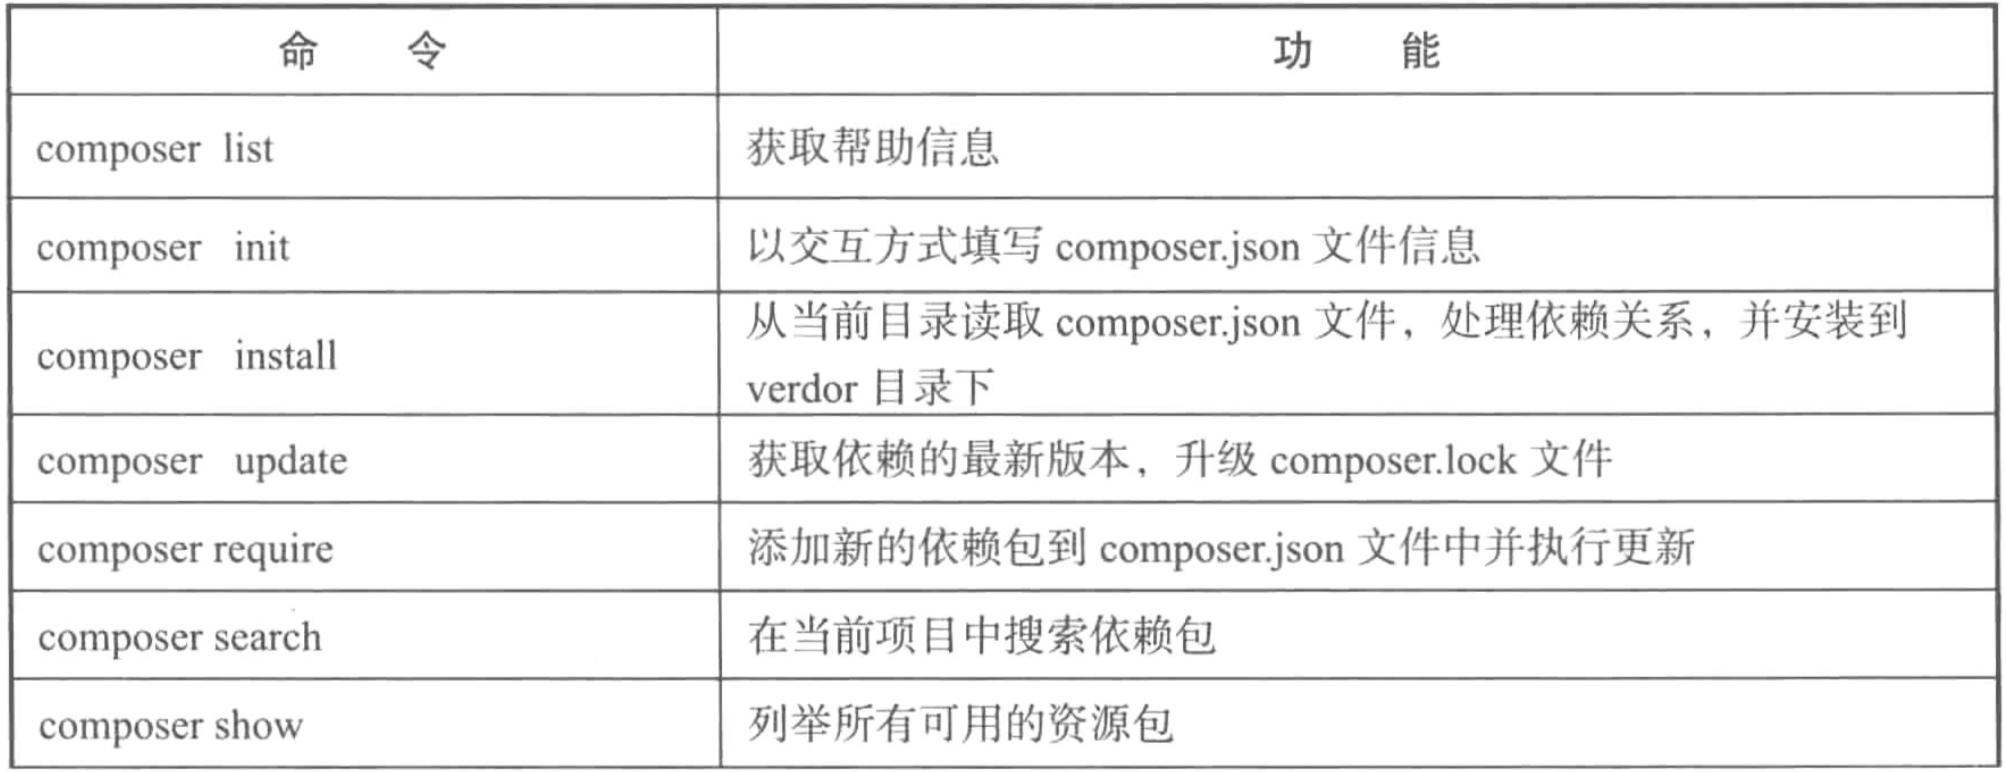 命 令 功 能
composer list 获取帮助信息
composer init 以交互方式填写 composer.json 文件信息
composer install 从当前目录读取 composer.json 文件，处理依赖关系，并安装到
verdor 目录下
composer update 获取依赖的最新版本，升级 composer.lock 文件
composer require 添加新的依赖包到 composer.json 文件中并执行更新
composer search 在当前项目中搜索依赖包
composer show 列举所有可用的资源包